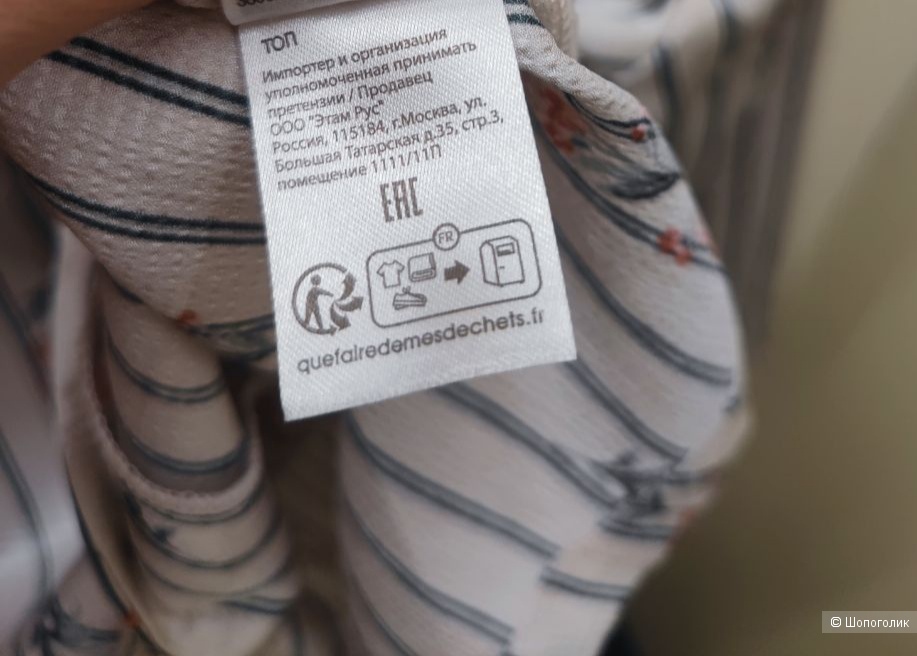 ТОП
Импортер и организация
уполномоченная принимать
претензии / Продавец
ООО "Этам Рус"
Россия, 115184, г.Москва, ул.
Большая Татарская д.35, стр.3,
помещение 1111/11П
EAC
FR
quefairedemesdechets.fr
© Шопоголик